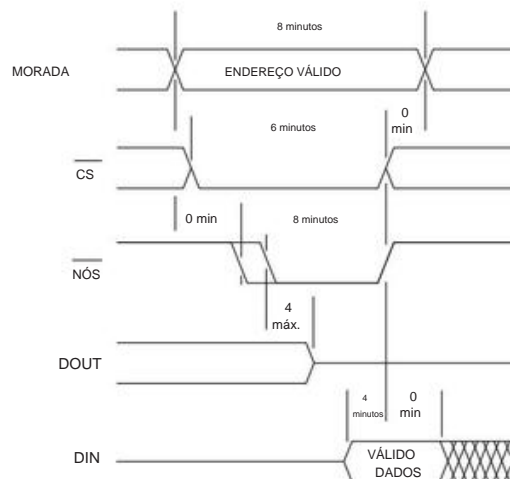 8 minutos
MORADA
ENDEREÇO VÁLIDO
6 minutos
0
min
CS
0 min
8 minutos
NÓS
4
máx.
DOUT
4
minutos
0
min
DIN
VÁLIDO
DADOS